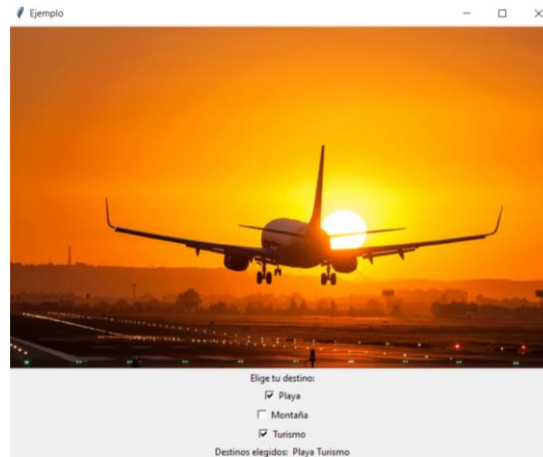 Ejemplo
Elige tu destino:
Playa
Montaña
Turismo
Destinos elegidos: Playa Turismo